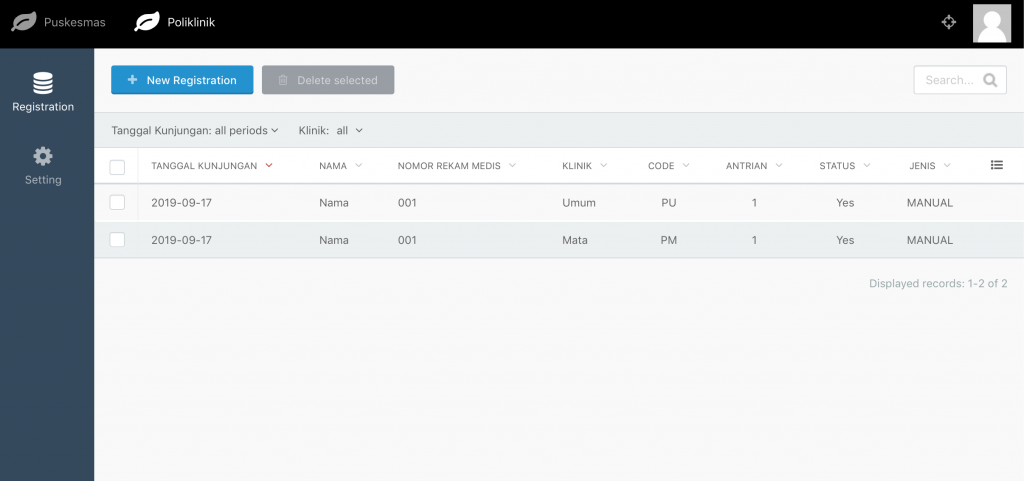 Puskesmas Poliklinik
Registration
Setting
New Registration Delete selected Search...
Tanggal Kunjungan: all periods Klinik: all
TANGGAL KUNJUNGAN NAMA NOMOR REKAM MEDIS KLINIK CODE ANTRIAN STATUS JENIS
2019-09-17 Nama 001 Umum PU 1 Yes MANUAL
2019-09-17 Nama 001 Mata PM 1 Yes MANUAL
Displayed records: 1-2 of 2